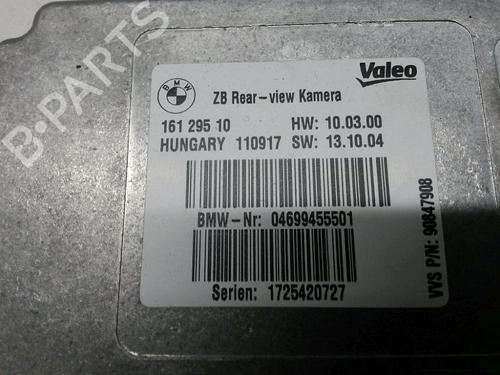 B-PARTS
BMW
Valeo
ZB Rear-view Kamera
161 295 10 HW: 10.03.00
HUNGARY 110917 SW: 13.10.04
BMW-Nr: 04699455501
Serien: 1725420727
VVS P/N: 90847908